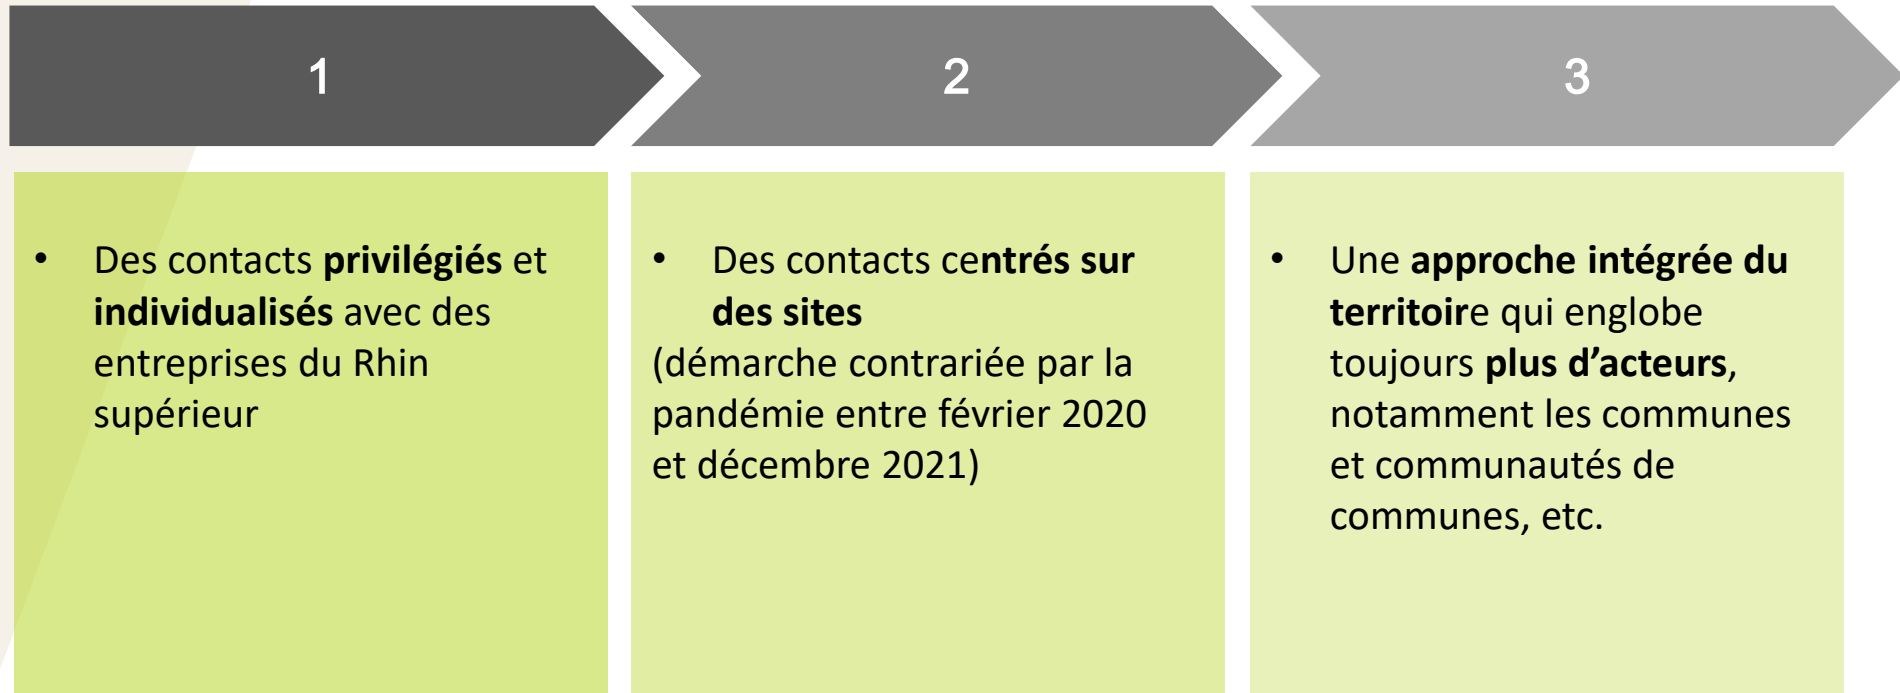 1
2
3
• Des contacts privilégiés et
individualisés avec des
entreprises du Rhin
supérieur
• Des contacts centrés sur
des sites
(démarche contrariée par la
pandémie entre février 2020
et décembre 2021)
• Une approche intégrée du
territoire qui englobe
toujours plus d’acteurs,
notamment les communes
et communautés de
communes, etc.